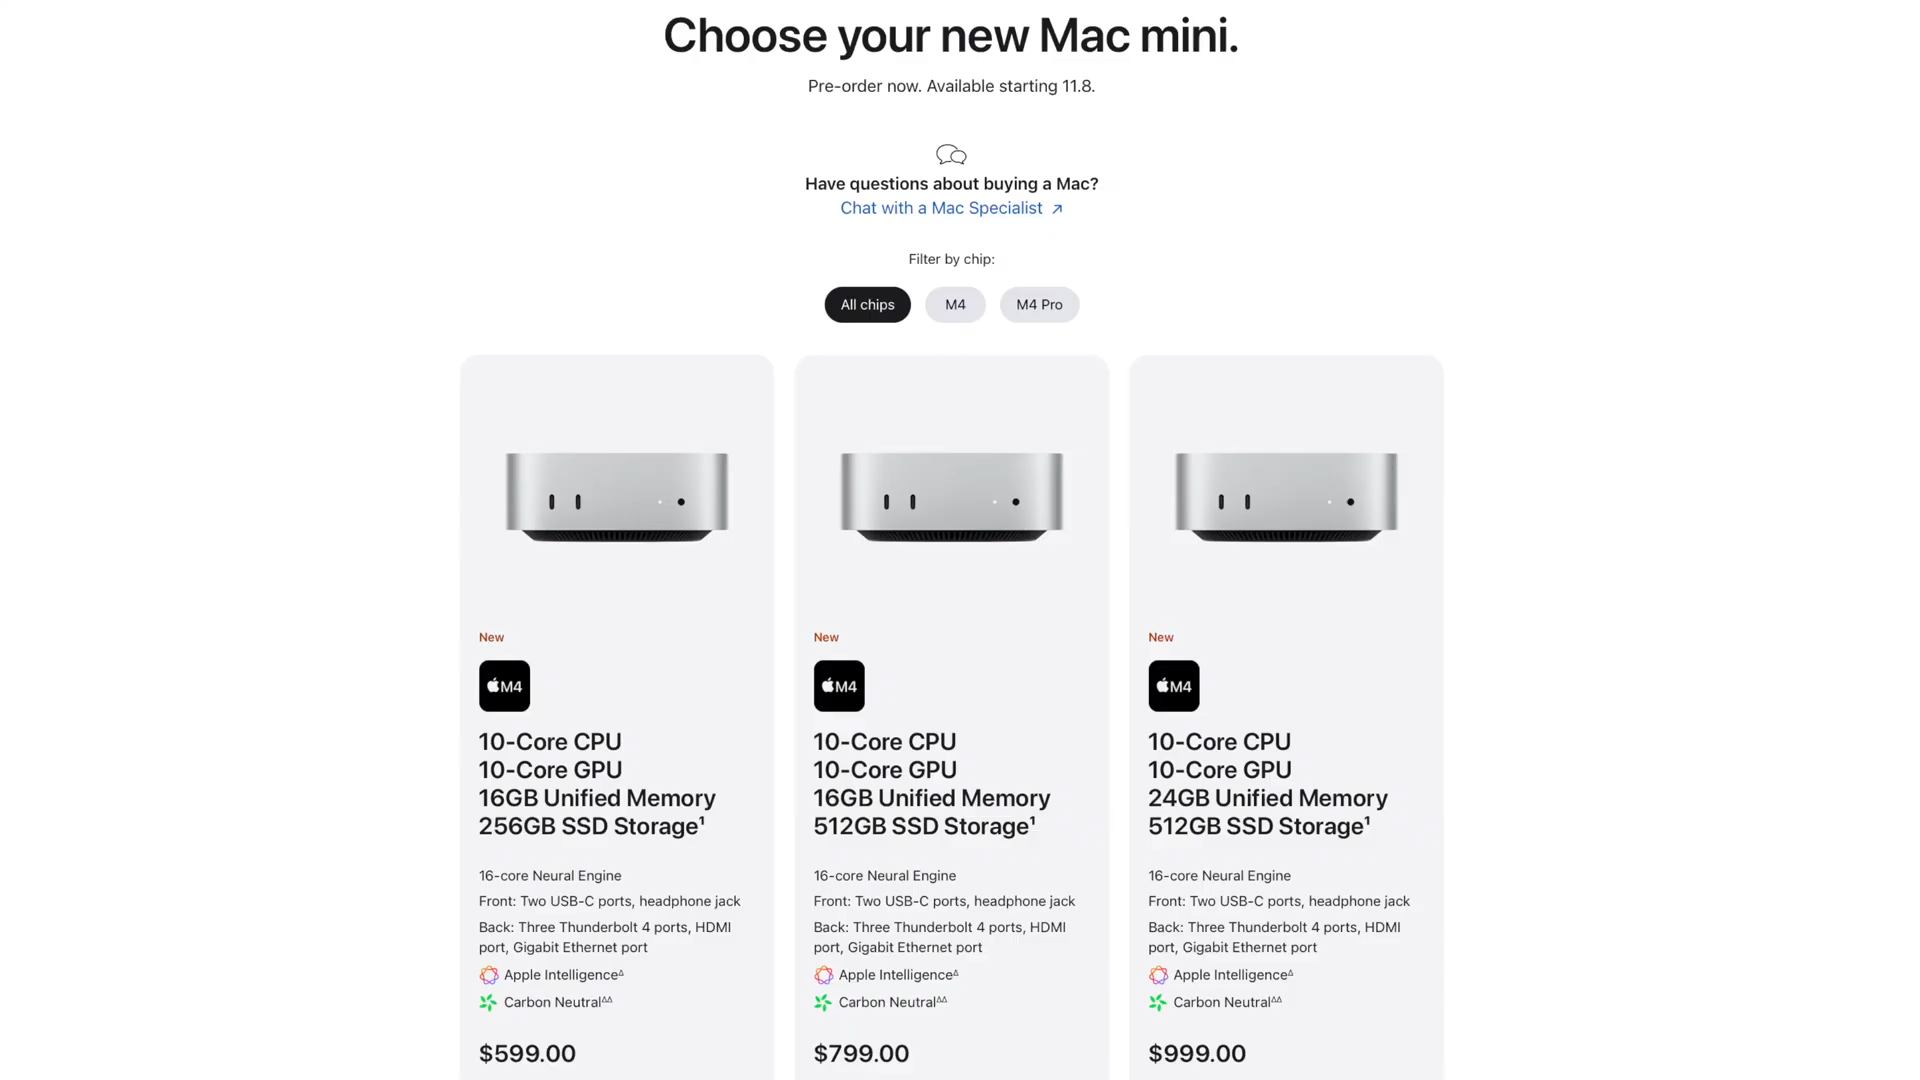 Choose your new Mac mini.
Pre-order now. Available starting 11.8.
Have questions about buying a Mac?
Chat with a Mac Specialist ↗
Filter by chip:
All chips
M4
M4 Pro
New
M4
10-Core CPU
10-Core GPU
16GB Unified Memory
256GB SSD Storage¹
16-core Neural Engine
Front: Two USB-C ports, headphone jack
Back: Three Thunderbolt 4 ports, HDMI
port, Gigabit Ethernet port
Apple Intelligence∆
Carbon Neutral∆∆
$599.00
New
M4
10-Core CPU
10-Core GPU
16GB Unified Memory
512GB SSD Storage¹
16-core Neural Engine
Front: Two USB-C ports, headphone jack
Back: Three Thunderbolt 4 ports, HDMI
port, Gigabit Ethernet port
Apple Intelligence∆
Carbon Neutral∆∆
$799.00
New
M4
10-Core CPU
10-Core GPU
24GB Unified Memory
512GB SSD Storage¹
16-core Neural Engine
Front: Two USB-C ports, headphone jack
Back: Three Thunderbolt 4 ports, HDMI
port, Gigabit Ethernet port
Apple Intelligence∆
Carbon Neutral∆∆
$999.00